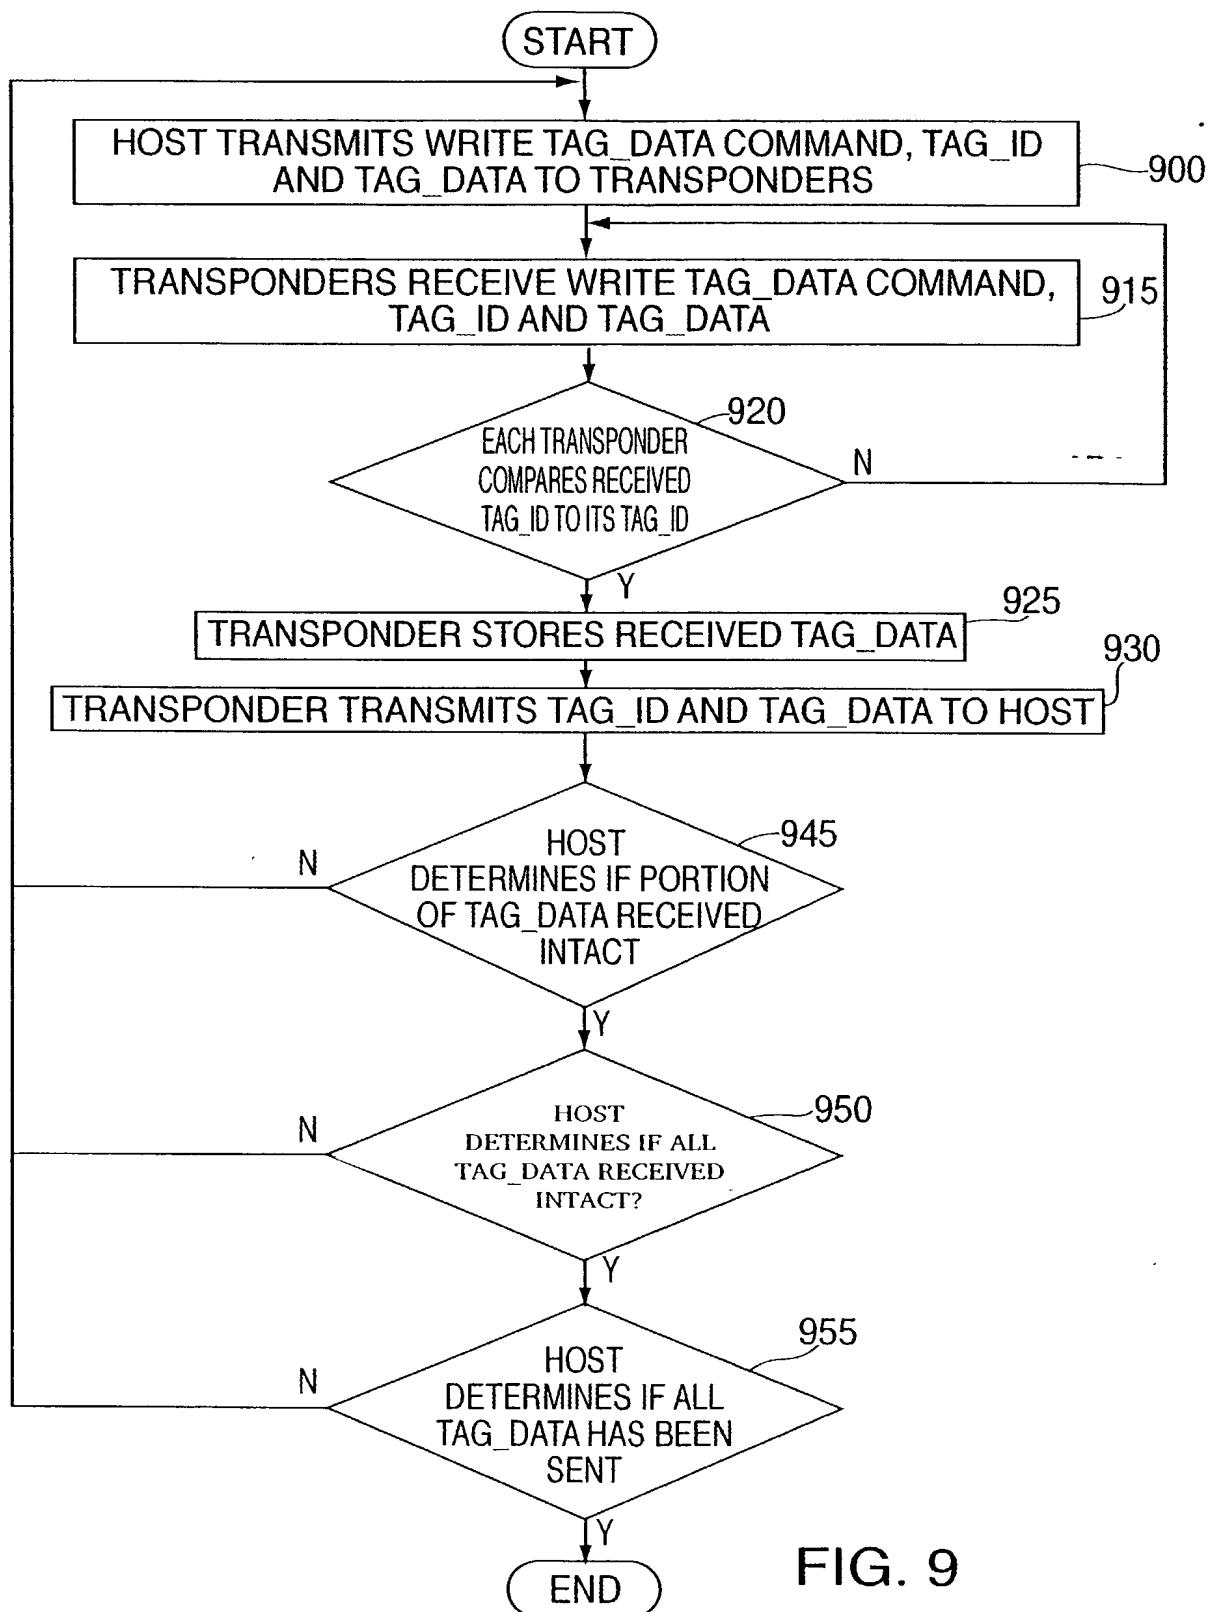 START
HOST TRANSMITS WRITE TAG_DATA COMMAND, TAG_ID
AND TAG_DATA TO TRANSPONDERS
900
TRANSPONDERS RECEIVE WRITE TAG_DATA COMMAND,
TAG_ID AND TAG_DATA
915
920
EACH TRANSPONDER
COMPARES RECEIVED
TAG_ID TO ITS TAG_ID
N
Y
925
TRANSPONDER STORES RECEIVED TAG_DATA
930
TRANSPONDER TRANSMITS TAG_ID AND TAG_DATA TO HOST
945
N
HOST
DETERMINES IF PORTION
OF TAG_DATA RECEIVED
INTACT
Y
950
N
HOST
DETERMINES IF ALL
TAG_DATA RECEIVED
INTACT?
Y
955
N
HOST
DETERMINES IF ALL
TAG_DATA HAS BEEN
SENT
Y
END
FIG. 9